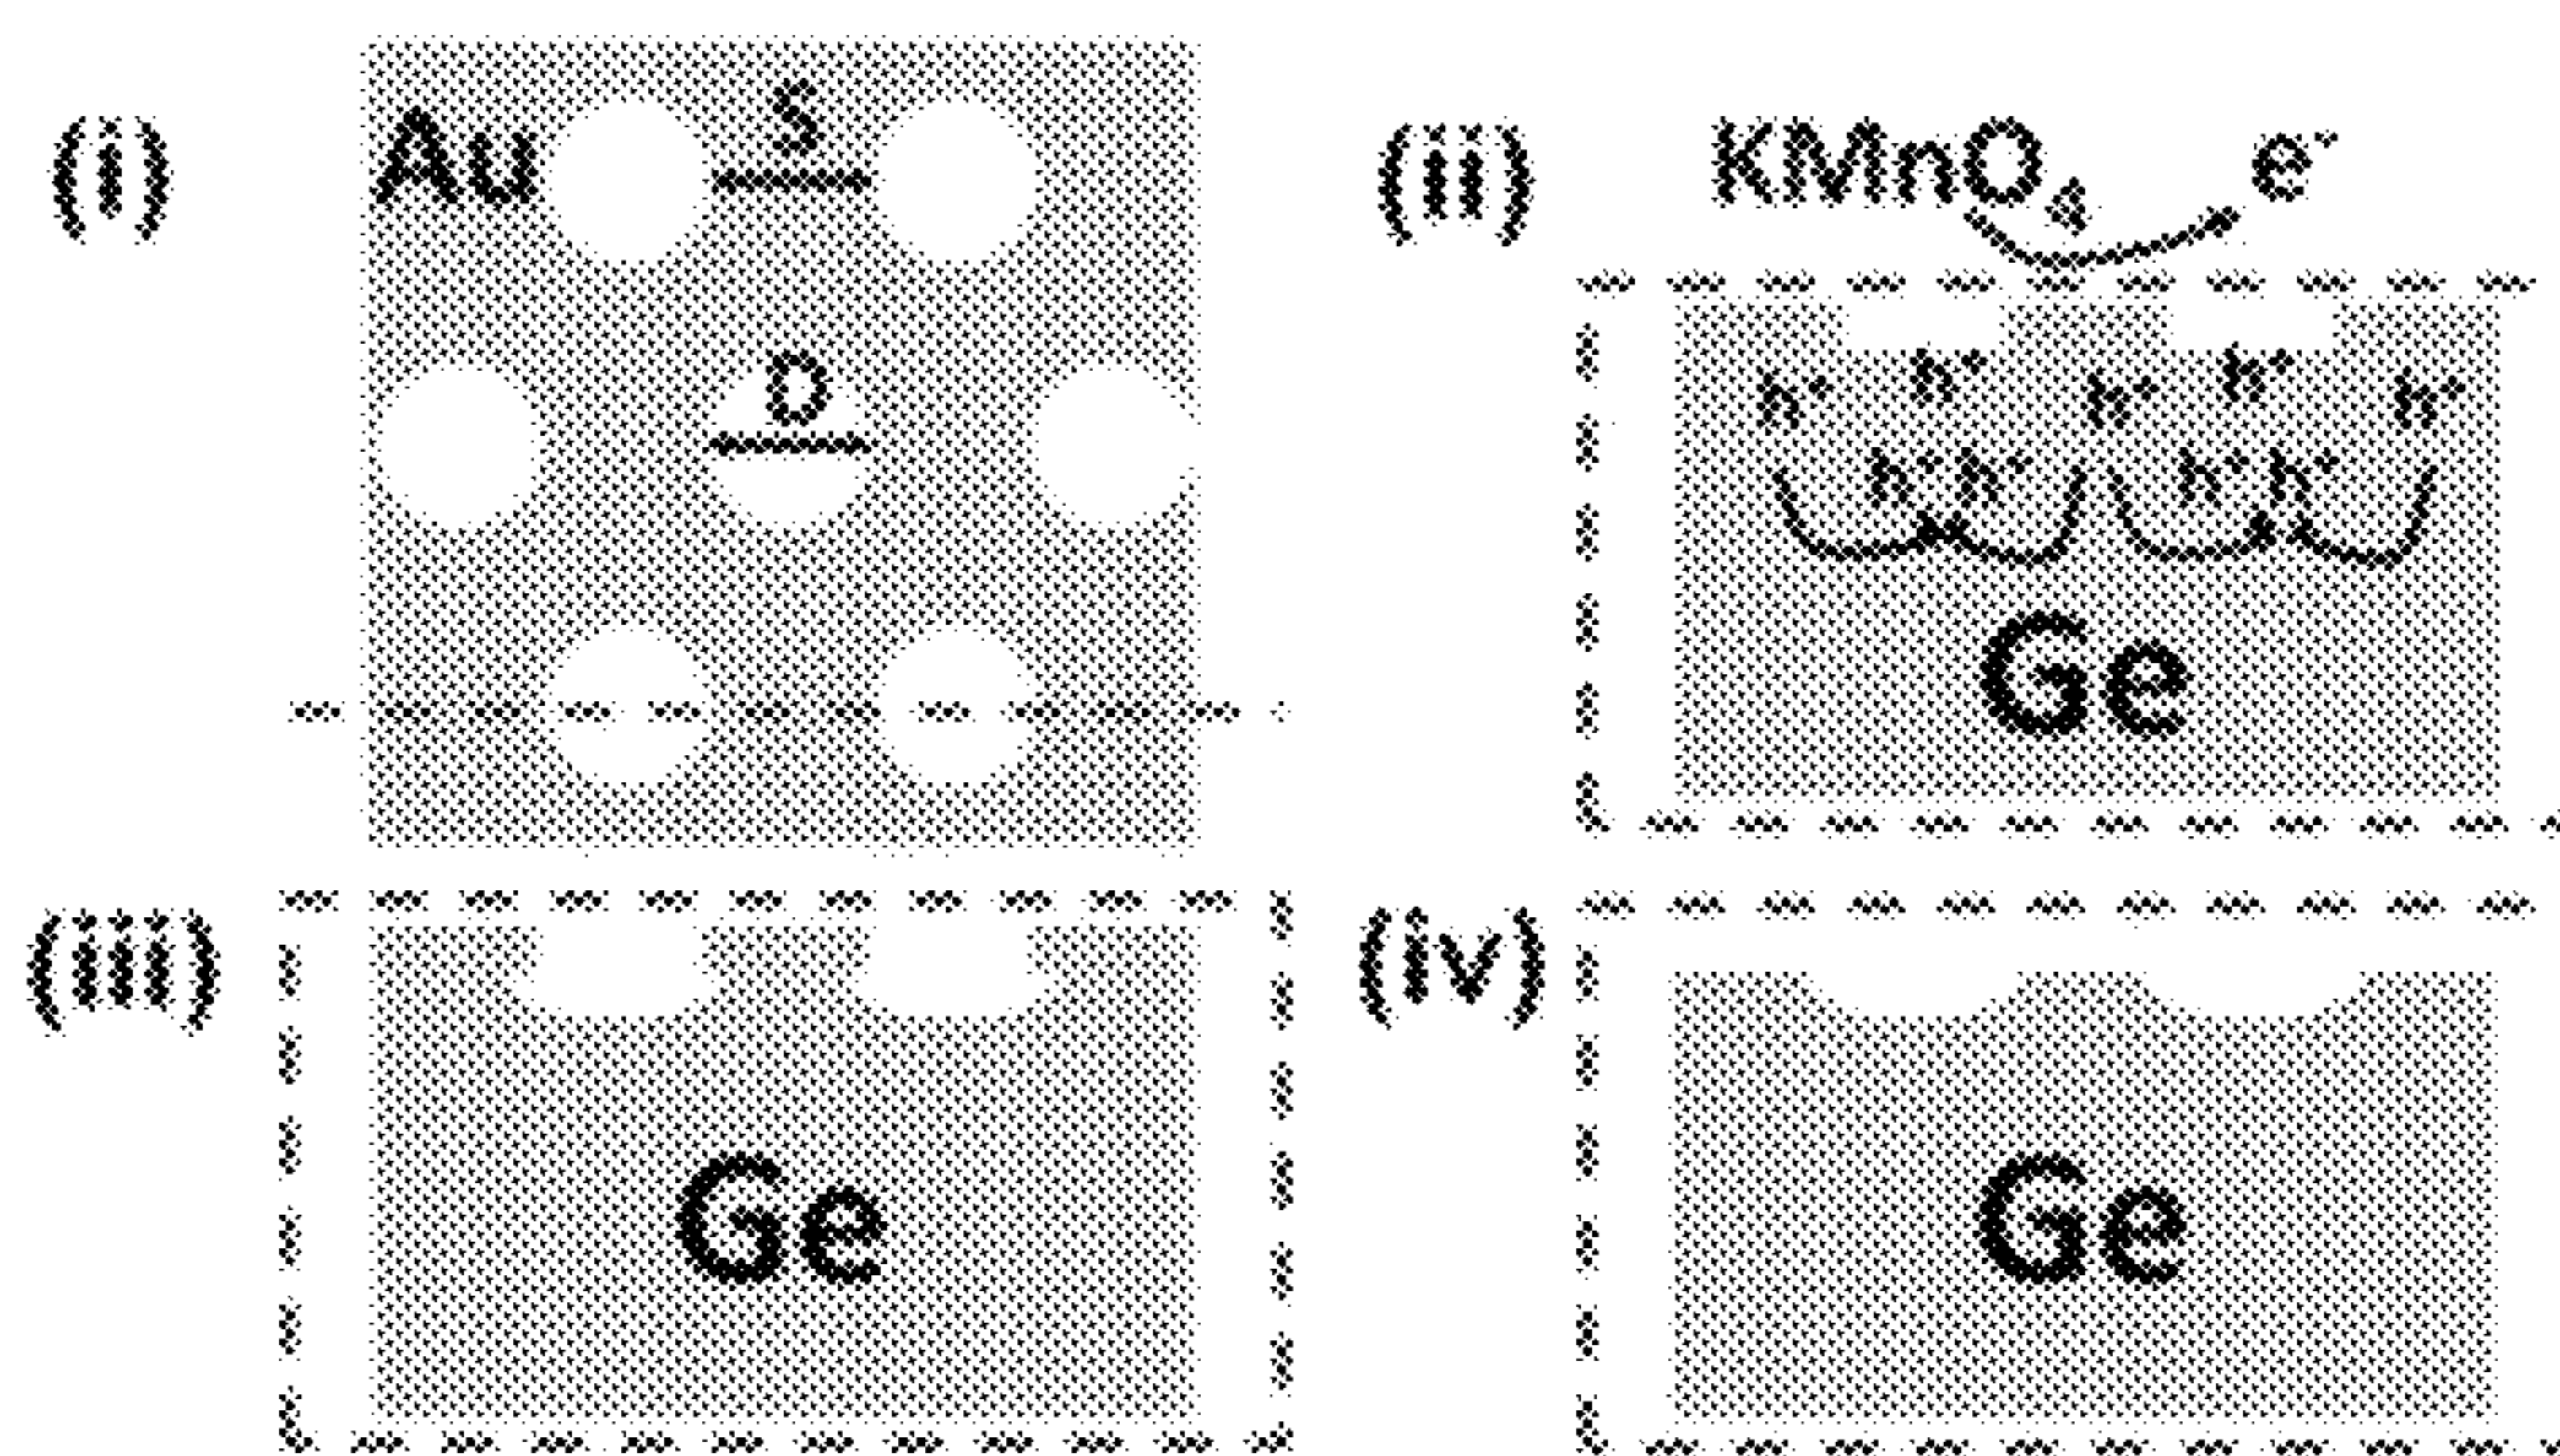 (i)
Au
S
D
(ii)
KMnO₄ e⁻
h⁺ h⁺ h⁺ h⁺ h⁺
h⁺ h⁺ h⁺ h⁺
Ge
(iii)
Ge
(iv)
Ge